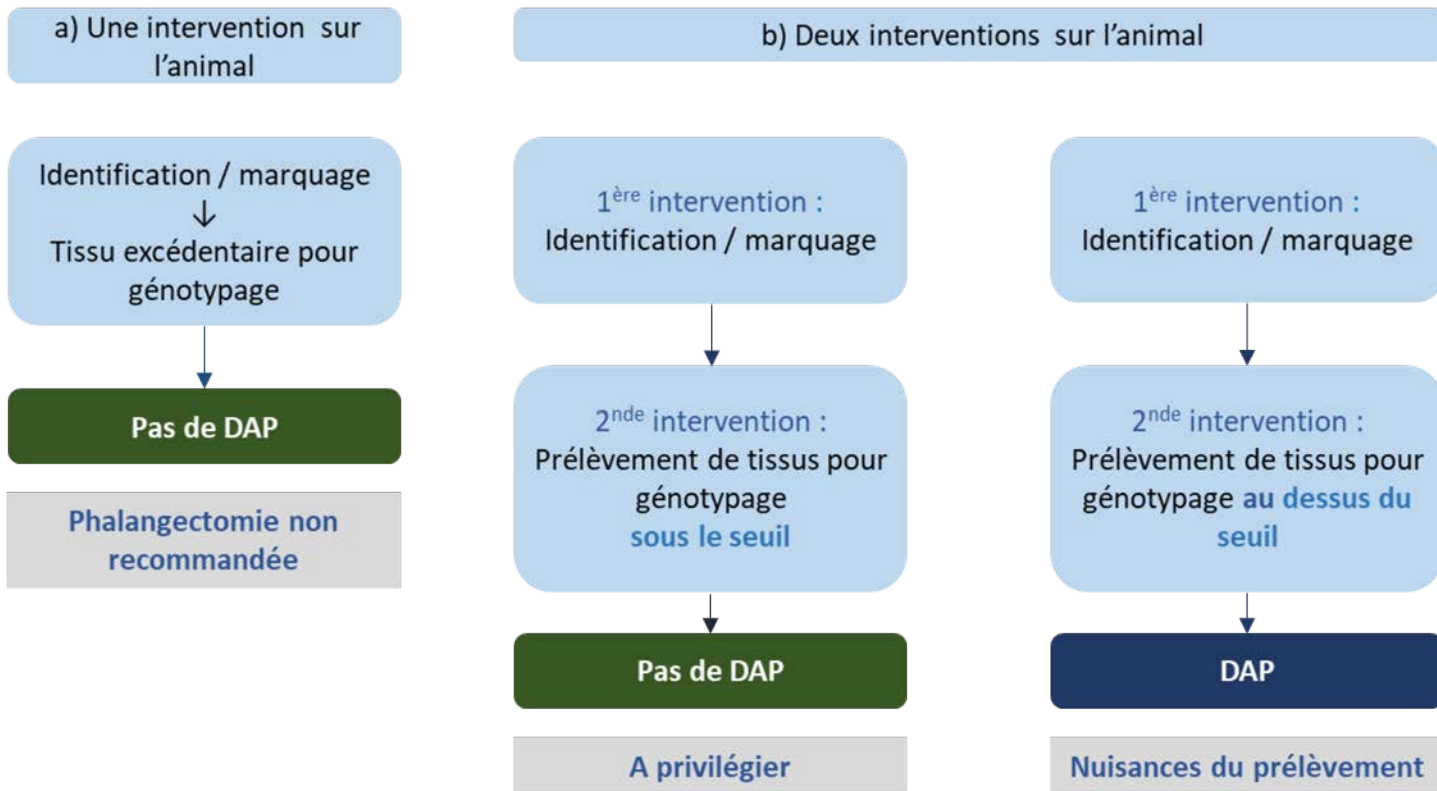 a) Une intervention sur
l’animal
b) Deux interventions sur l’animal
Identification / marquage
↓
Tissu excédentaire pour
génotypage
Pas de DAP
Phalangectomie non
recommandée
1ère intervention :
Identification / marquage
2nde intervention :
Prélèvement de tissus pour
génotypage
sous le seuil
Pas de DAP
A privilégier
1ère intervention :
Identification / marquage
2nde intervention :
Prélèvement de tissus pour
génotypage au dessus du
seuil
DAP
Nuisances du prélèvement